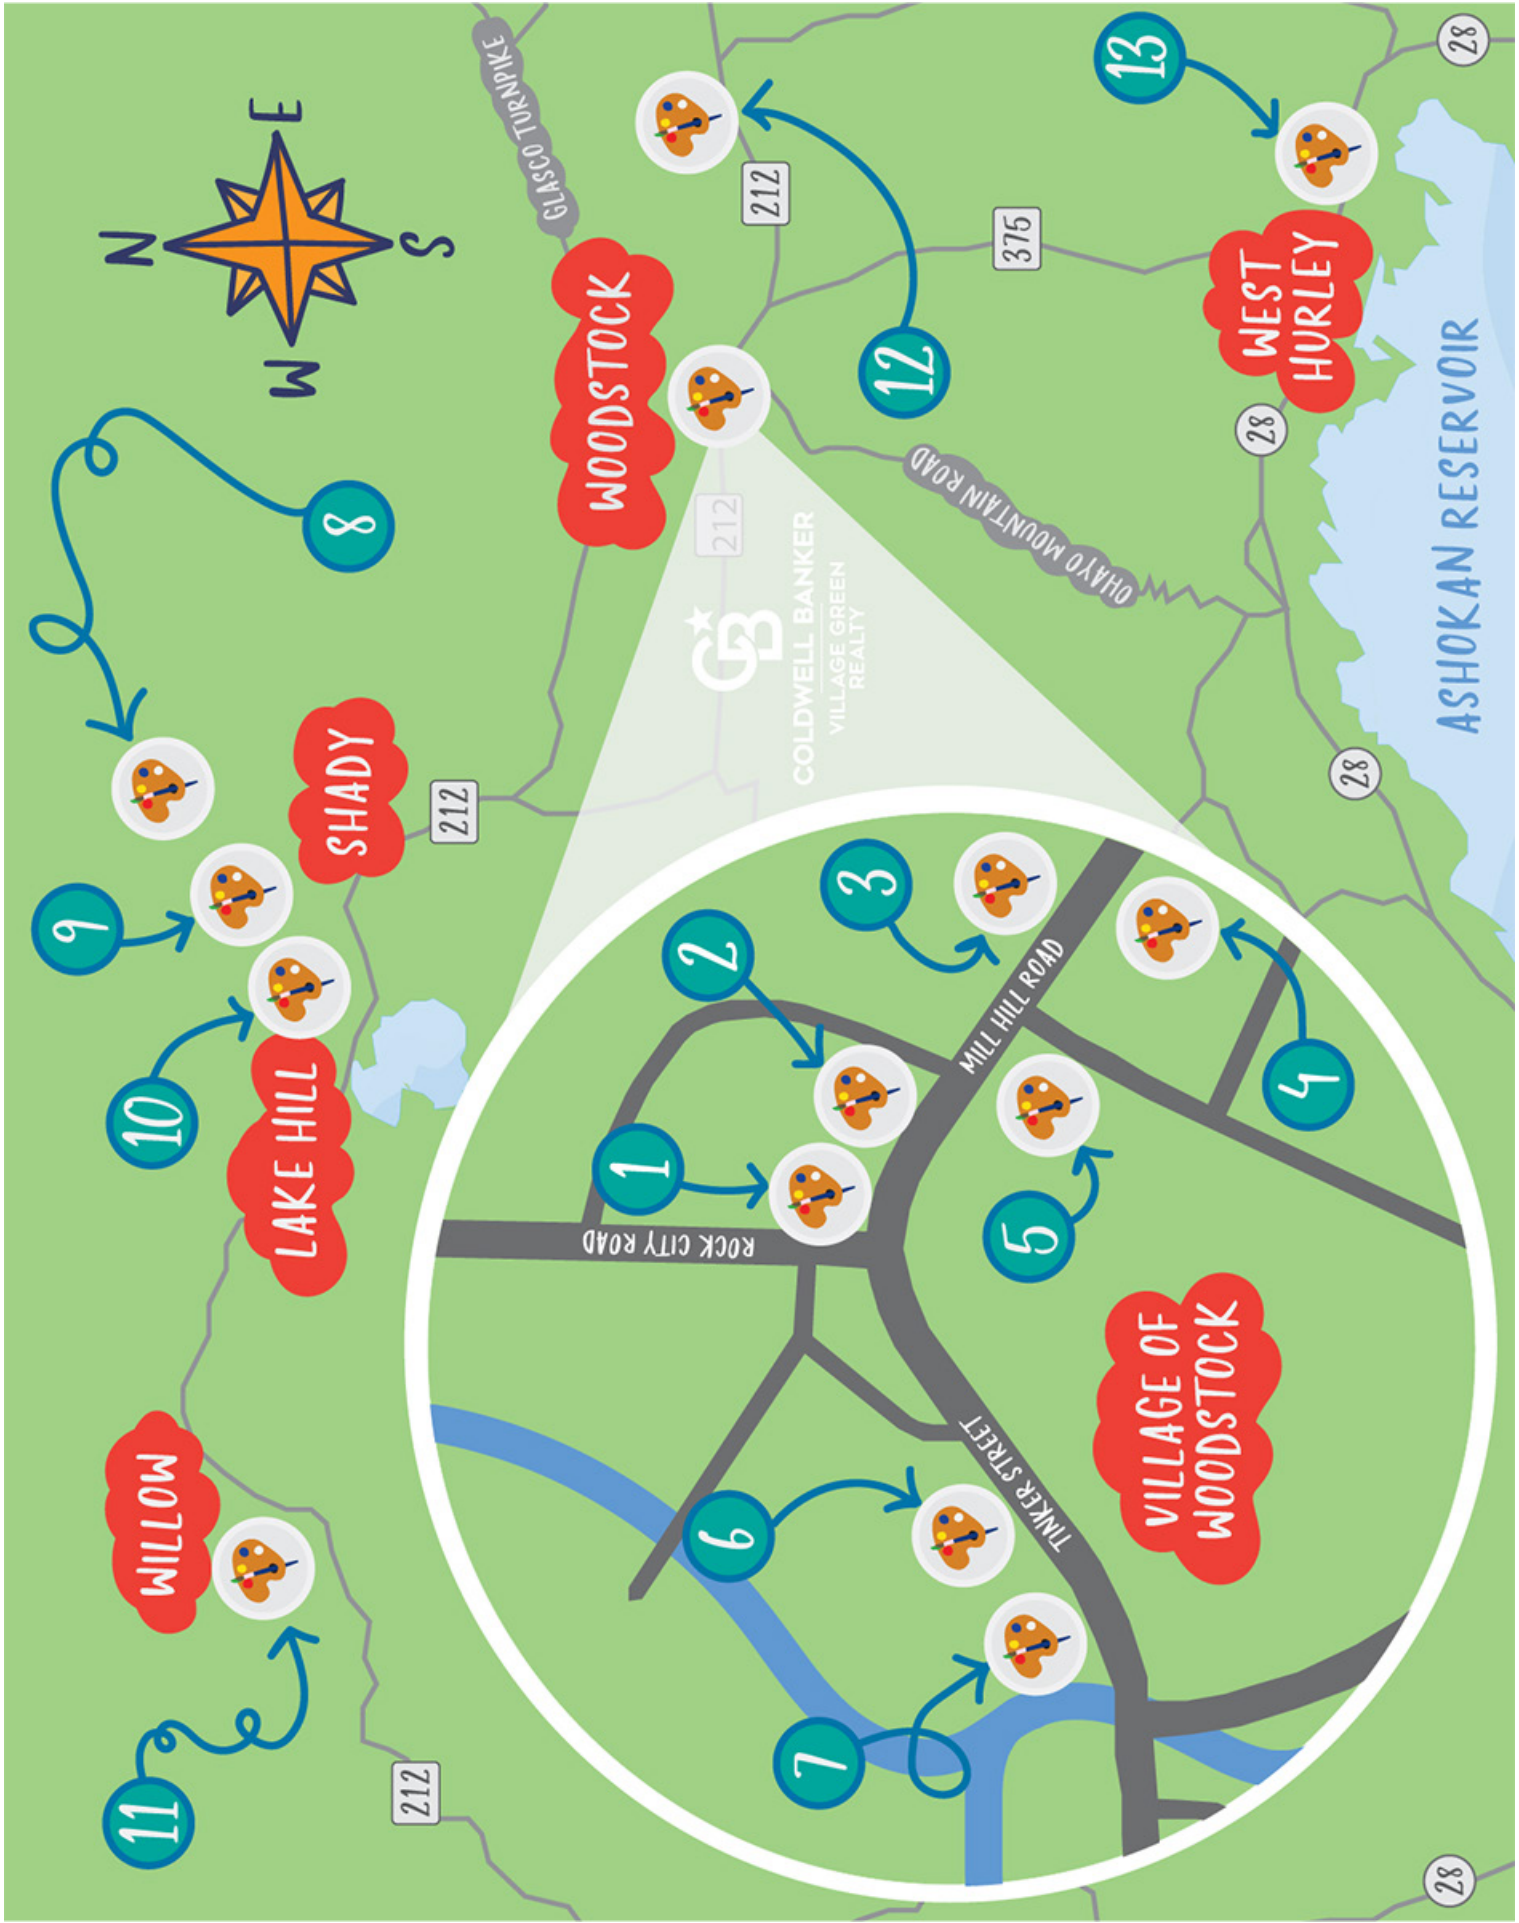 11
WILLOW
10
LAKE HILL
9
SHADY
8
N
W
E
S
212
212
GLASCO TURNPIKE
WOODSTOCK
212
212
12
375
13
COLDWELL BANKER
VILLAGE GREEN
REALTY
CB
OHAYO MOUNTAIN ROAD
WEST
HURLEY
28
28
28
28
ASHOKAN RESERVOIR
1
2
3
4
5
6
7
ROCK CITY ROAD
MILL HILL ROAD
TINKER STREET
VILLAGE OF
WOODSTOCK